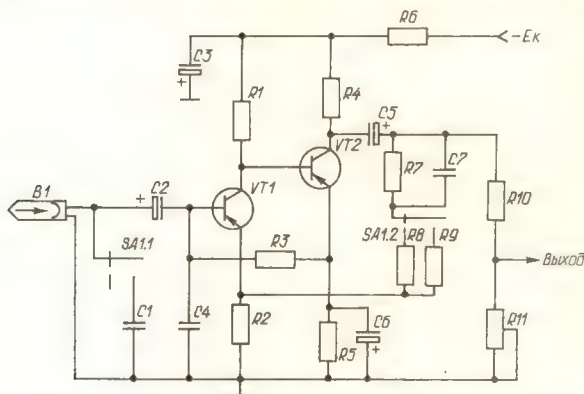 R6
−Eк
C3
R1
R4
C5
+
+
VT2
R7
C7
B1
C2
+
VT1
R10
SA1.1
R3
SA1.2
R8
R9
Выход
C1
C4
R2
R5
C6
+
R11